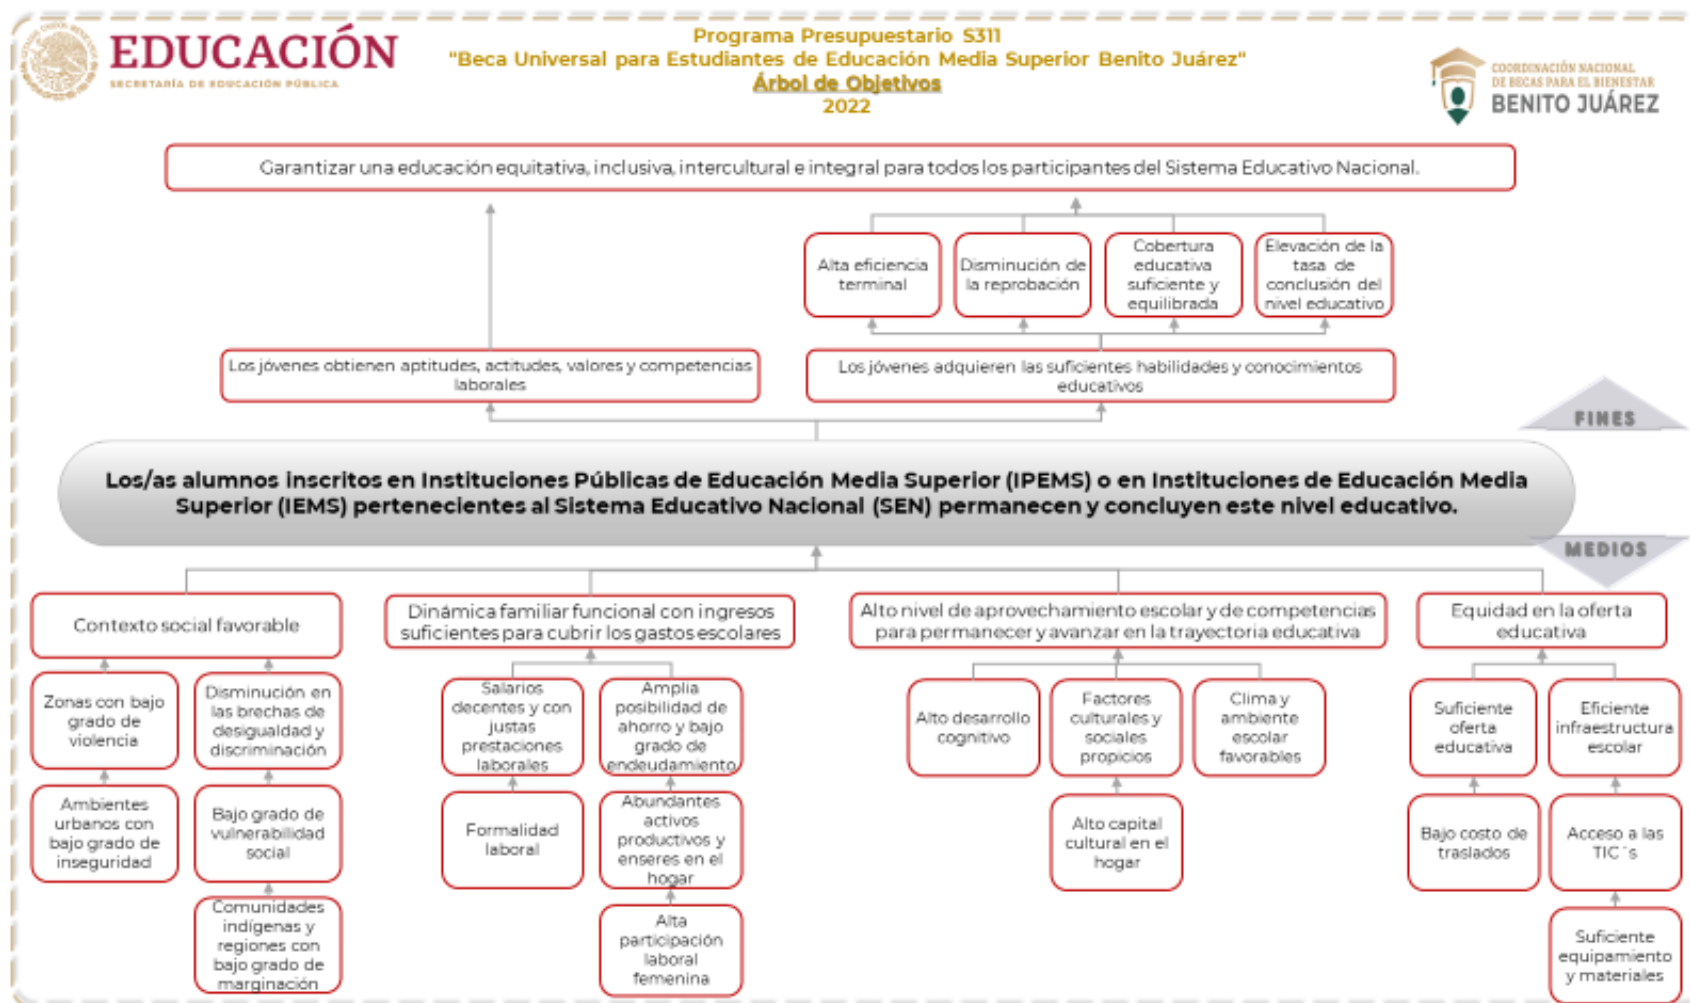 EDUCACIÓN
SECRETARÍA DE EDUCACIÓN PÚBLICA
Programa Presupuestario S311
"Beca Universal para Estudiantes de Educación Media Superior Benito Juárez"
Árbol de Objetivos
2022
COORDINACIÓN NACIONAL
DE BECAS PARA EL BIENESTAR
BENITO JUÁREZ
Garantizar una educación equitativa, inclusiva, intercultural e integral para todos los participantes del Sistema Educativo Nacional.
Alta eficiencia
terminal
Disminución de
la reprobación
Cobertura
educativa
suficiente y
equilibrada
Elevación de la
tasa de
conclusión del
nivel educativo
Los jóvenes obtienen aptitudes, actitudes, valores y competencias
laborales
Los jóvenes adquieren las suficientes habilidades y conocimientos
educativos
FINES
Los/as alumnos inscritos en Instituciones Públicas de Educación Media Superior (IPEMS) o en Instituciones de Educación Media
Superior (IEMS) pertenecientes al Sistema Educativo Nacional (SEN) permanecen y concluyen este nivel educativo.
MEDIOS
Contexto social favorable
Dinámica familiar funcional con ingresos
suficientes para cubrir los gastos escolares
Alto nivel de aprovechamiento escolar y de competencias
para permanecer y avanzar en la trayectoria educativa
Equidad en la oferta
educativa
Zonas con bajo
grado de
violencia
Disminución en
las brechas de
desigualdad y
discriminación
Salarios
decentes y con
justas
prestaciones
laborales
Amplia
posibilidad de
ahorro y bajo
grado de
endeudamiento
Alto desarrollo
cognitivo
Factores
culturales y
sociales
propicios
Clima y
ambiente
escolar
favorables
Suficiente
oferta
educativa
Eficiente
infraestructura
escolar
Ambientes
urbanos con
bajo grado de
inseguridad
Bajo grado de
vulnerabilidad
social
Formalidad
laboral
Abundantes
activos
productivos y
enseres en el
hogar
Alto capital
cultural en el
hogar
Bajo costo de
traslados
Acceso a las
TIC´s
Comunidades
indígenas y
regiones con
bajo grado de
marginación
Alta
participación
laboral
femenina
Suficiente
equipamiento
y materiales